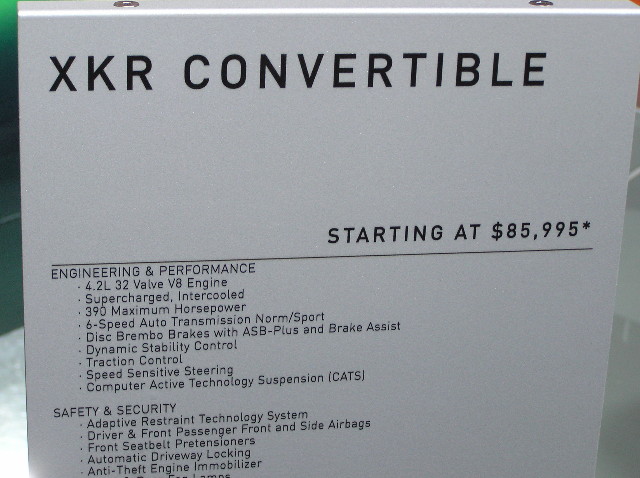 XKR CONVERTIBLE
STARTING AT $85,995*
ENGINEERING & PERFORMANCE
· 4.2L 32 Valve V8 Engine
· Supercharged, Intercooled
· 390 Maximum Horsepower
· 6-Speed Auto Transmission Norm/Sport
· Disc Brembo Brakes with ASB-Plus and Brake Assist
· Dynamic Stability Control
· Traction Control
· Speed Sensitive Steering
· Computer Active Technology Suspension (CATS)
SAFETY & SECURITY
· Adaptive Restraint Technology System
· Driver & Front Passenger Front and Side Airbags
· Front Seatbelt Pretensioners
· Automatic Driveway Locking
· Anti-Theft Engine Immobilizer
Fog Lamps